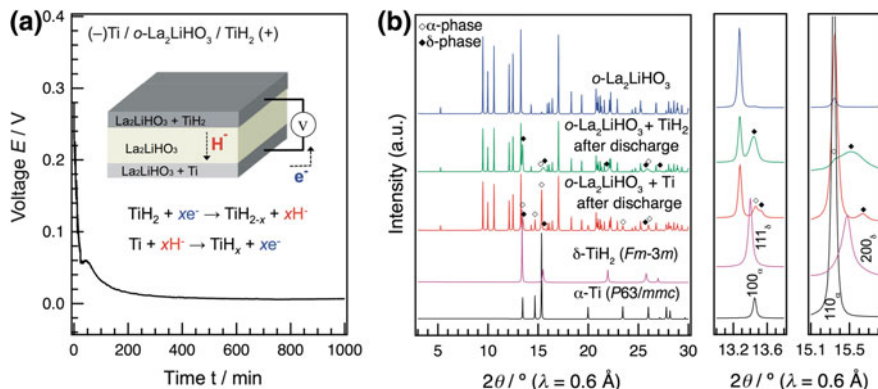 (a)
(–)Ti / o-La₂LiHO₃ / TiH₂ (+)
0.4
0.3
0.2
0.1
0.0
Voltage E / V
La₂LiHO₃ + TiH₂
La₂LiHO₃
H⁻
La₂LiHO₃ + Ti
V
e⁻
TiH₂ + xe⁻ → TiH₂₋ₓ + xH⁻
Ti + xH⁻ → TiHₓ + xe⁻
0 200 400 600 800 1000
Time t / min
(b)
◇α-phase
◆δ-phase
o-La₂LiHO₃
o-La₂LiHO₃ + TiH₂
after discharge
o-La₂LiHO₃ + Ti
after discharge
δ-TiH₂ (Fm-3m)
α-Ti (P63/mmc)
Intensity (a.u.)
5 10 15 20 25 30
2θ / ° (λ = 0.6 Å)
100α
111δ
13.2 13.6
110α
200δ
15.1 15.5
2θ / ° (λ = 0.6 Å)